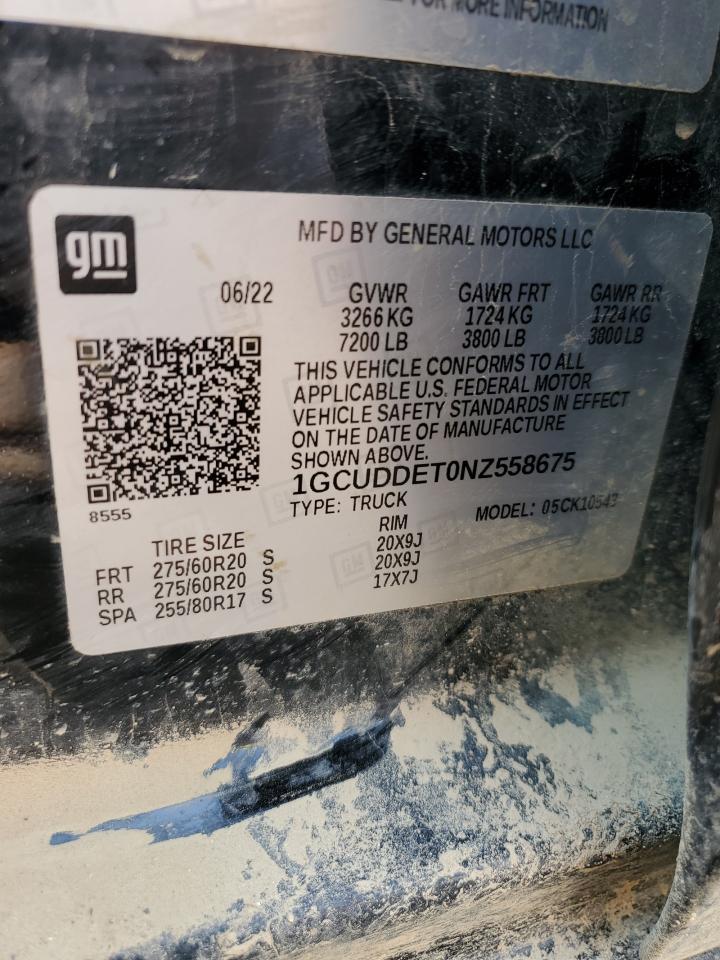 FOR MORE INFORMATION
gm
MFD BY GENERAL MOTORS LLC
06/22 GVWR GAWR FRT GAWR RR
3266 KG 1724 KG 1724 KG
7200 LB 3800 LB 3800 LB
THIS VEHICLE CONFORMS TO ALL
APPLICABLE U.S. FEDERAL MOTOR
VEHICLE SAFETY STANDARDS IN EFFECT
ON THE DATE OF MANUFACTURE
SHOWN ABOVE.
1GCUDDET0NZ558675
8555
TYPE: TRUCK MODEL: 05CK10543
TIRE SIZE RIM
FRT 275/60R20 S 20X9J
RR 275/60R20 S 20X9J
SPA 255/80R17 S 17X7J